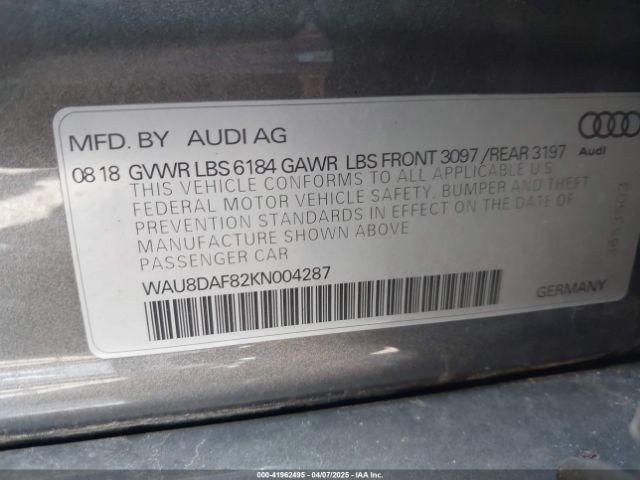 MFD. BY AUDI AG
Audi
0818 GVWR LBS 6184 GAWR LBS FRONT 3097 / REAR 3197
THIS VEHICLE CONFORMS TO ALL APPLICABLE U.S
FEDERAL MOTOR VEHICLE SAFETY, BUMPER AND THEFT
PREVENTION STANDARDS IN EFFECT ON THE DATE OF
MANUFACTURE SHOWN ABOVE
PASSENGER CAR
WAU8DAF82KN004287
GERMANY
000-41962495 - 04/07/2025 - IAA Inc.